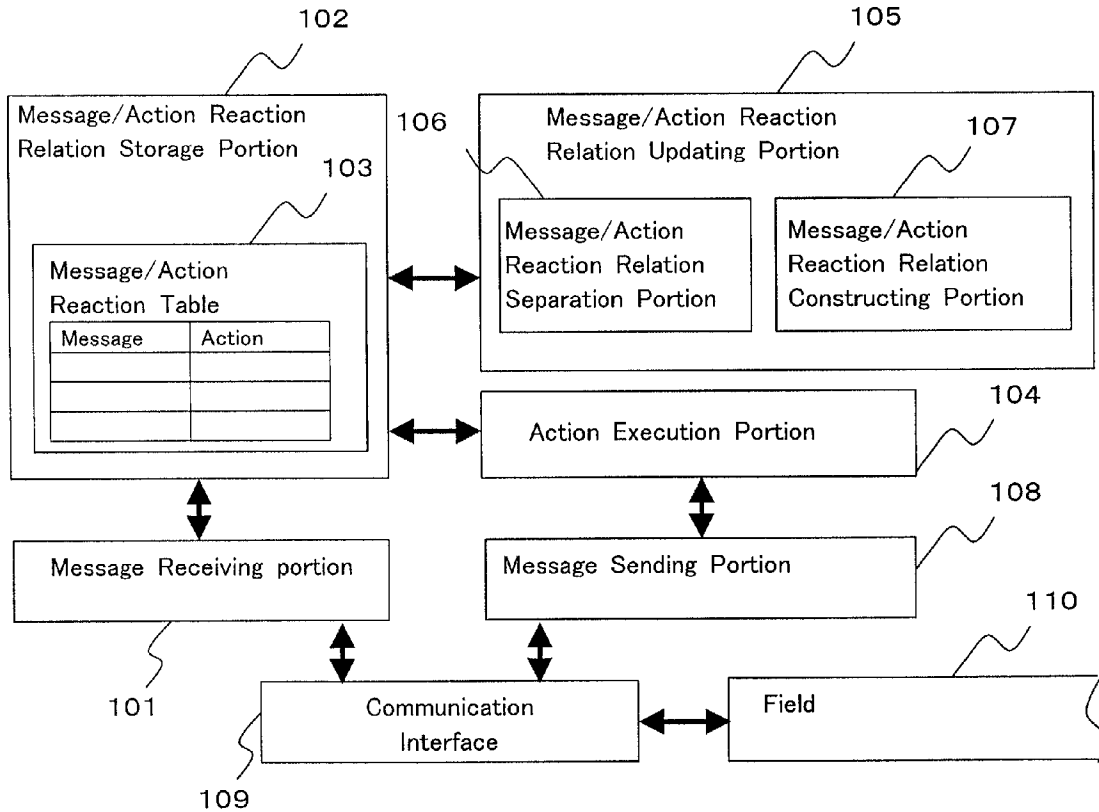 102
105
Message/Action Reaction
Relation Storage Portion
103
Message/Action
Reaction Table
Message Action
106
Message/Action Reaction
Relation Updating Portion
107
Message/Action
Reaction Relation
Separation Portion
Message/Action
Reaction Relation
Constructing Portion
104
Action Execution Portion
108
Message Receiving portion
Message Sending Portion
110
101
Communication
Interface
Field
109